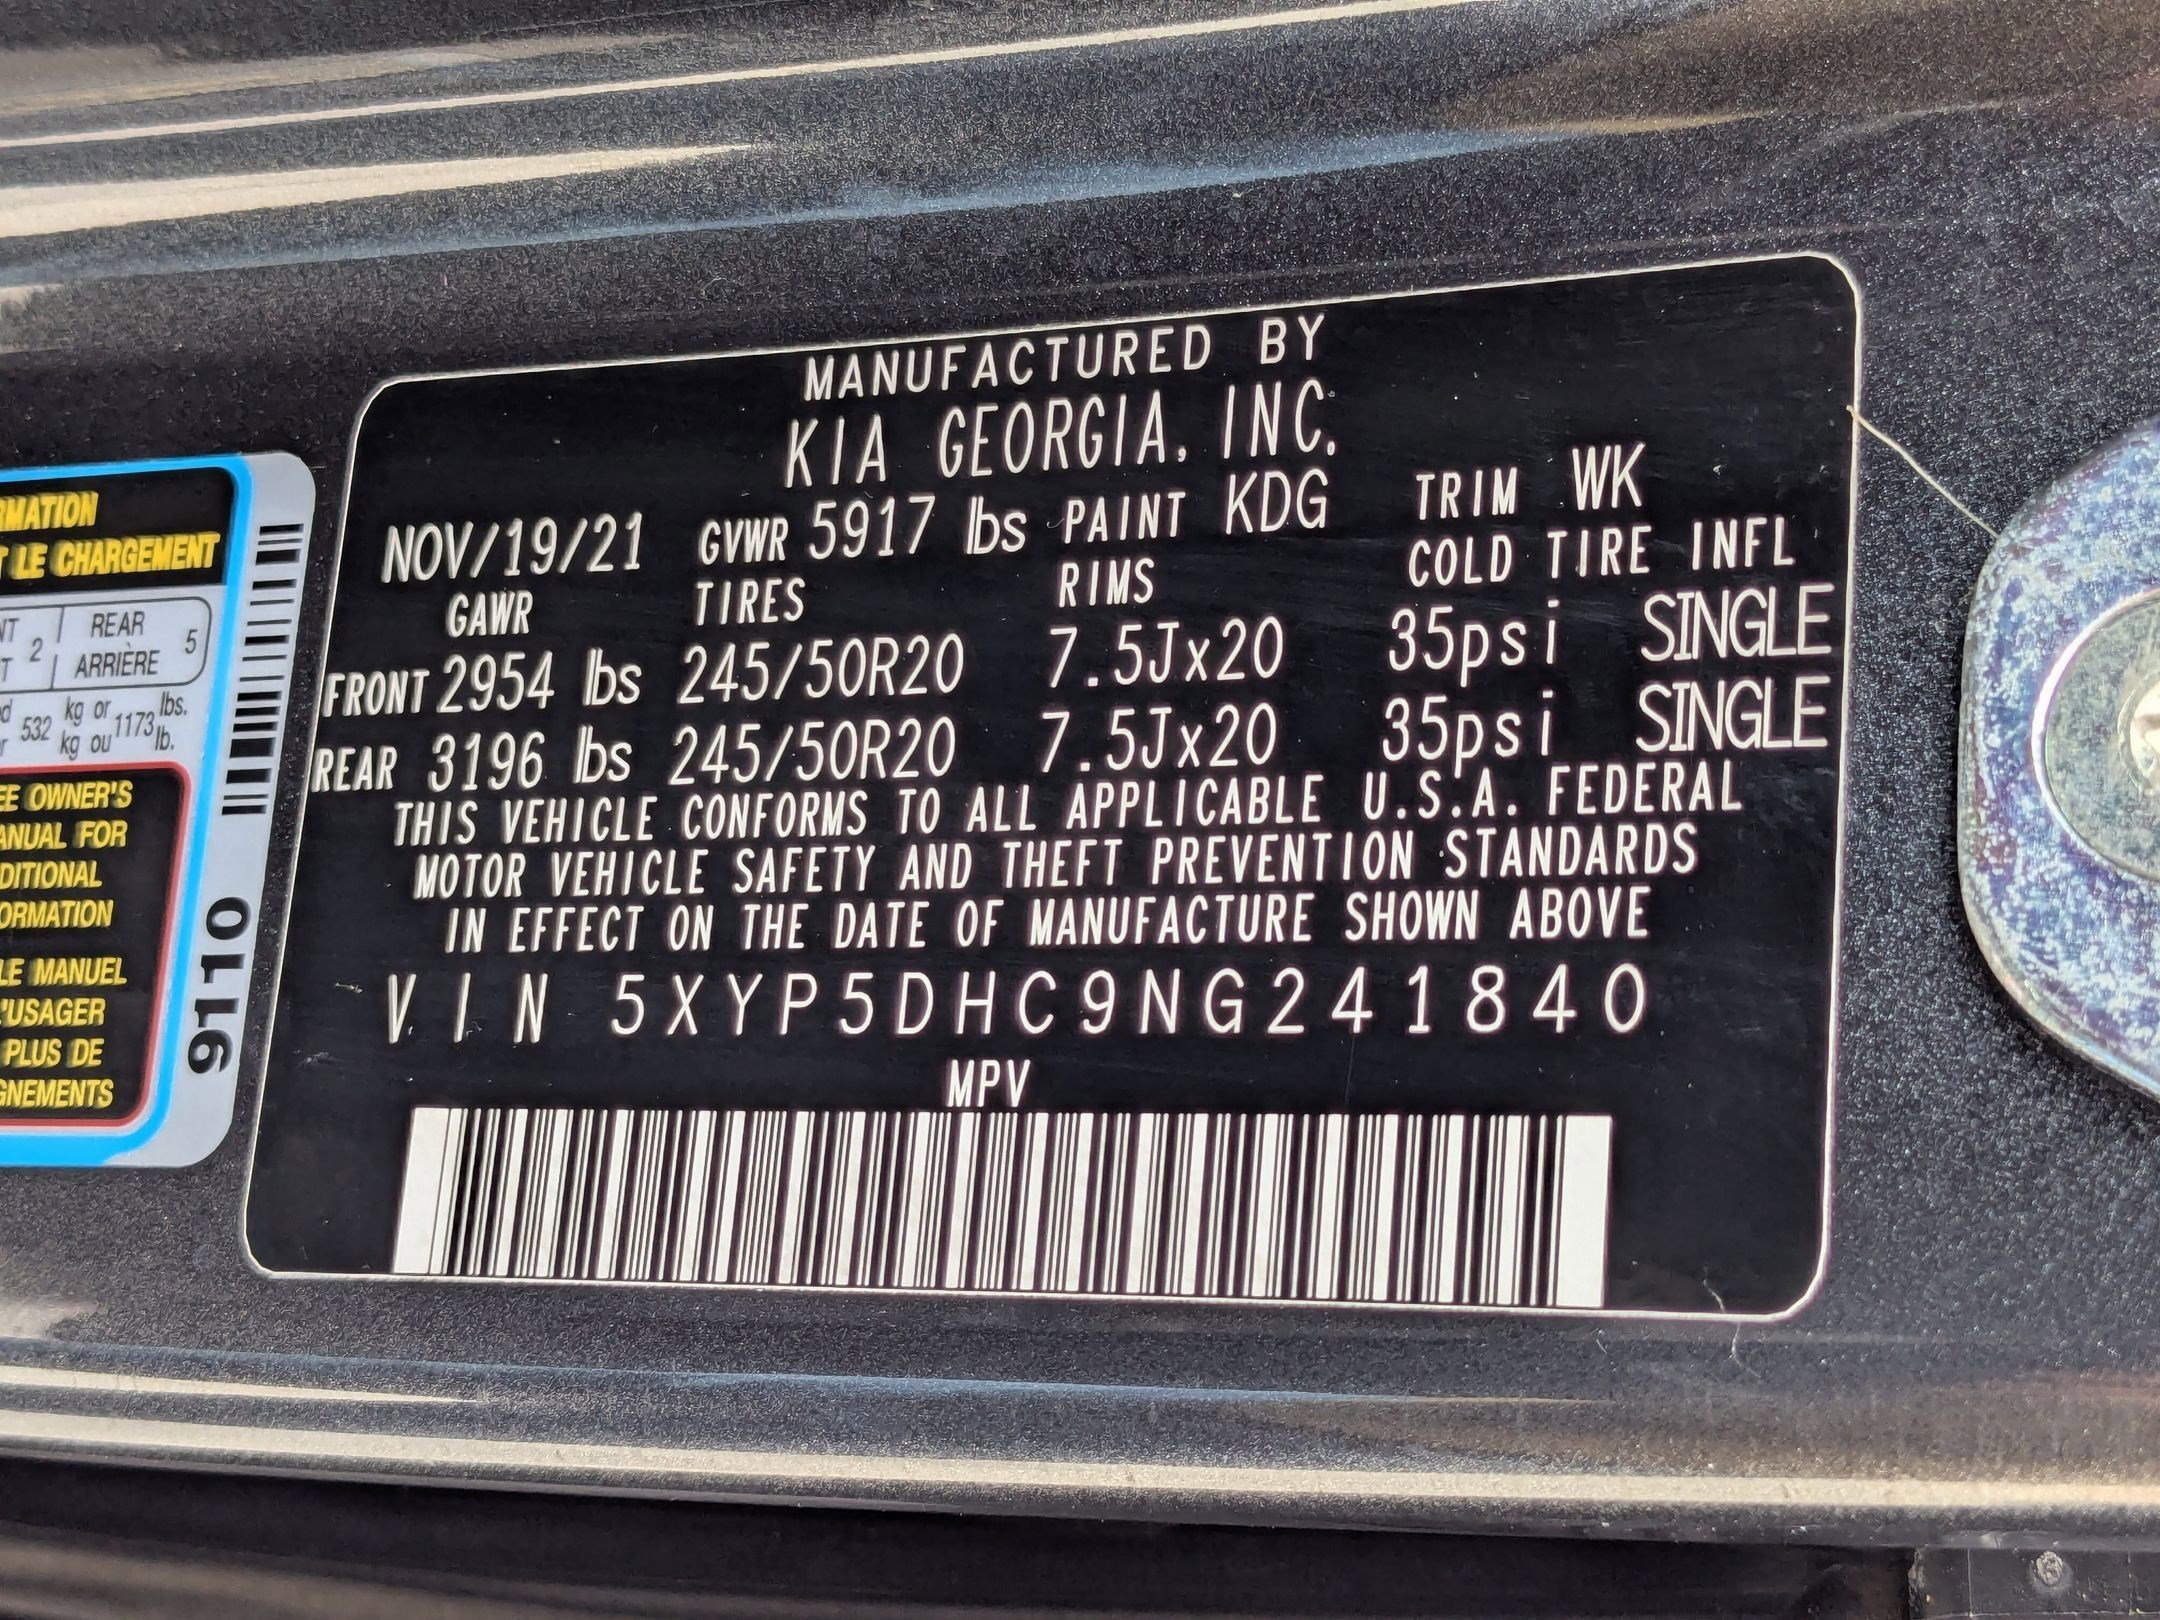 MANUFACTURED BY
KIA GEORGIA, INC.
NOV/19/21 GVWR 5917 lbs PAINT KDG TRIM WK
GAWR TIRES RIMS COLD TIRE INFL
FRONT 2954 lbs 245/50R20 7.5Jx20 35psi SINGLE
REAR 3196 lbs 245/50R20 7.5Jx20 35psi SINGLE
THIS VEHICLE CONFORMS TO ALL APPLICABLE U.S.A. FEDERAL
MOTOR VEHICLE SAFETY AND THEFT PREVENTION STANDARDS
IN EFFECT ON THE DATE OF MANUFACTURE SHOWN ABOVE
VIN 5XYP5DHC9NG241840
MPV
RMATION
T LE CHARGEMENT
NT 2 REAR 5
T ARRIÈRE
532 kg or 1173 lbs.
kg ou lb.
EE OWNER'S
ANUAL FOR
DITIONAL
ORMATION
LE MANUEL
L'USAGER
PLUS DE
GNEMENTS
9110